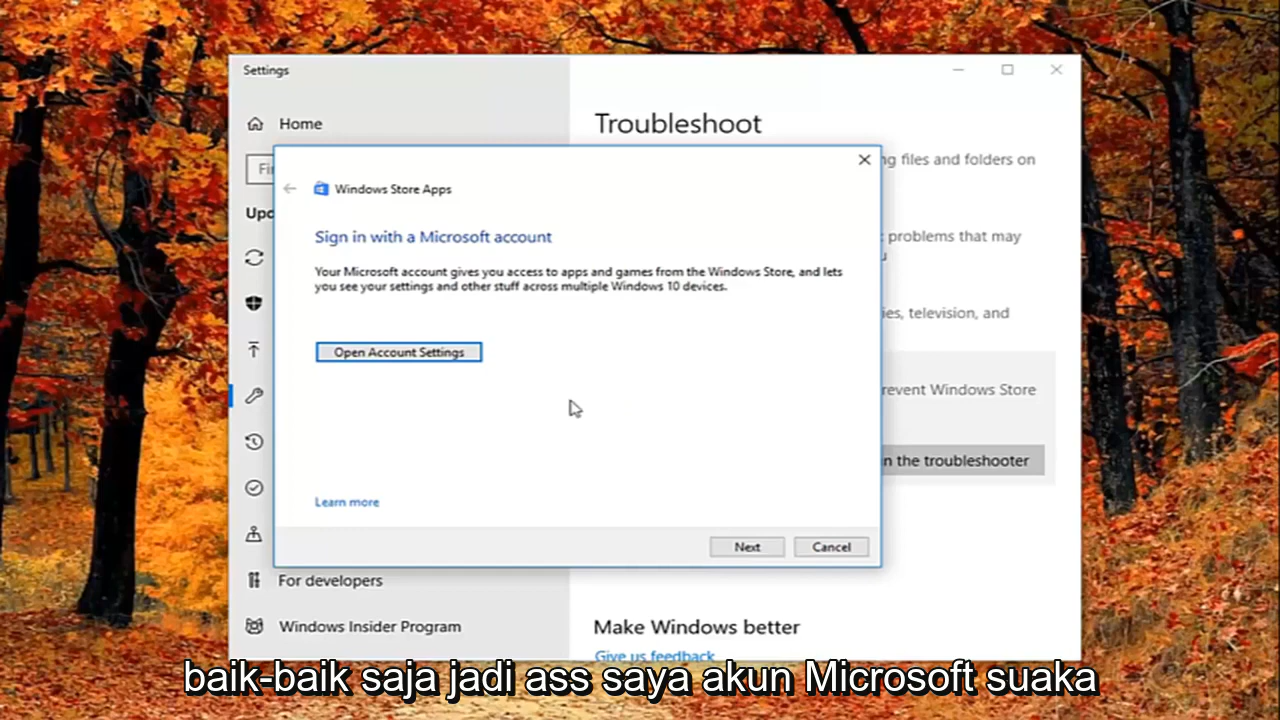 Settings
Home
Troubleshoot
Fi
ng files and folders on
Windows Store Apps
Upd
Sign in with a Microsoft account
problems that may
Your Microsoft account gives you access to apps and games from the Windows Store, and lets
you see your settings and other stuff across multiple Windows 10 devices.
ies, television, and
Open Account Settings
revent Windows Store
n the troubleshooter
Learn more
Next
Cancel
For developers
Windows Insider Program
Make Windows better
Give us feedback
baik-baik saja jadi ass saya akun Microsoft suaka